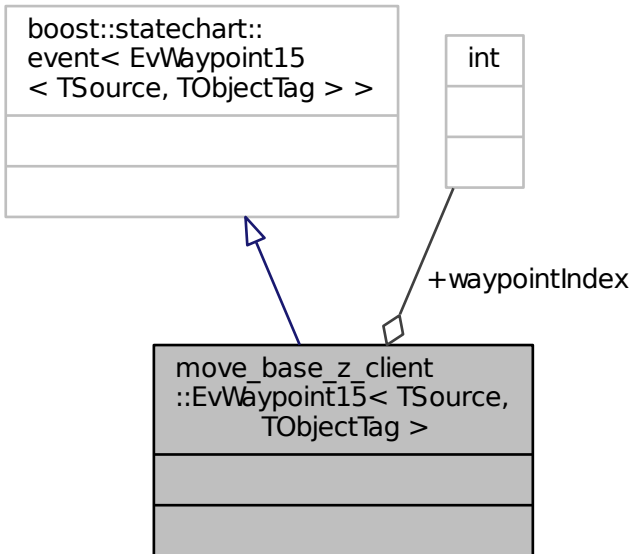 boost::statechart::
event< EvWaypoint15
< TSource, TObjectTag > >
int
+waypointIndex
move_base_z_client
::EvWaypoint15< TSource,
TObjectTag >